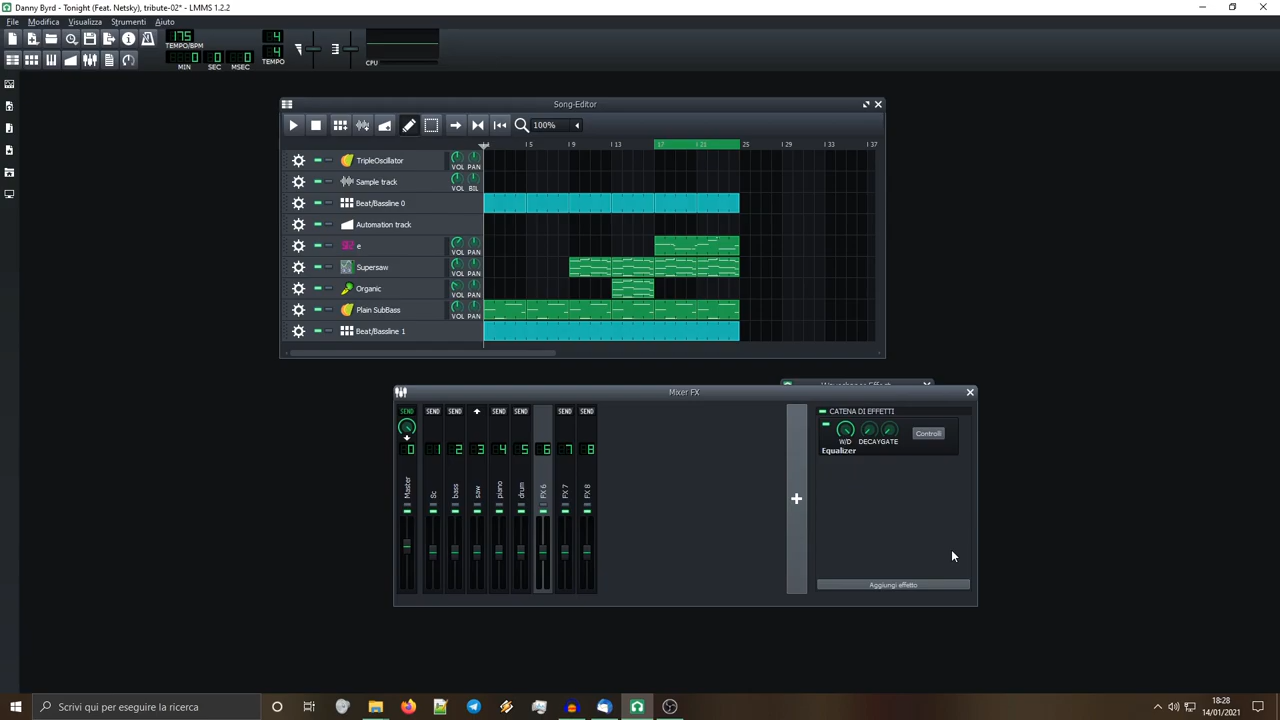 Danny Byrd - Tonight (Feat. Netsky), tribute-02* - LMMS 1.2.2
File Modifica Visualizza Strumenti Aiuto
175
TEMPO/BPM
4
4
TEMPO
0 0 0
MIN SEC MSEC
CPU
Song-Editor
100%
5 9 13 17 21 25 29 33 37
TripleOscillator VOL PAN
Sample track VOL BIL
Beat/Bassline 0
Automation track
e VOL PAN
Supersaw VOL PAN
Organic VOL PAN
Plain SubBass VOL PAN
Beat/Bassline 1
Mixer FX
SEND SEND SEND SEND SEND SEND SEND
0 1 2 3 4 5 6 7 8
Master Sc bass saw piano drum FX 6 FX 7 FX 8
CATENA DI EFFETTI
W/D DECAY GATE
Controlli
Equalizer
Aggiungi effetto
Scrivi qui per eseguire la ricerca
18:28
14/01/2021